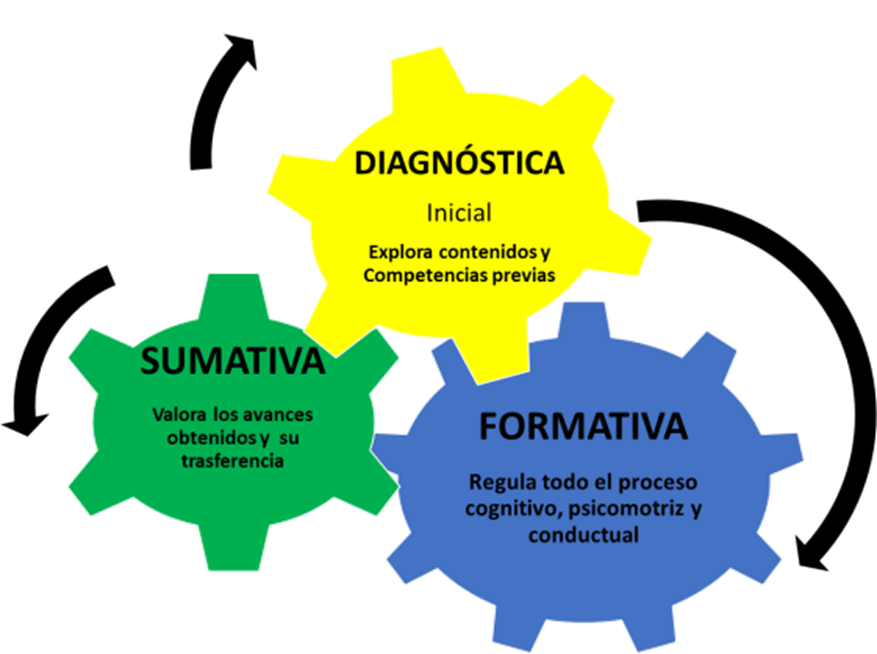 DIAGNÓSTICA
Inicial
Explora contenidos y
Competencias previas
SUMATIVA
Valora los avances
obtenidos y su
trasferencia
FORMATIVA
Regula todo el proceso
cognitivo, psicomotriz y
conductual